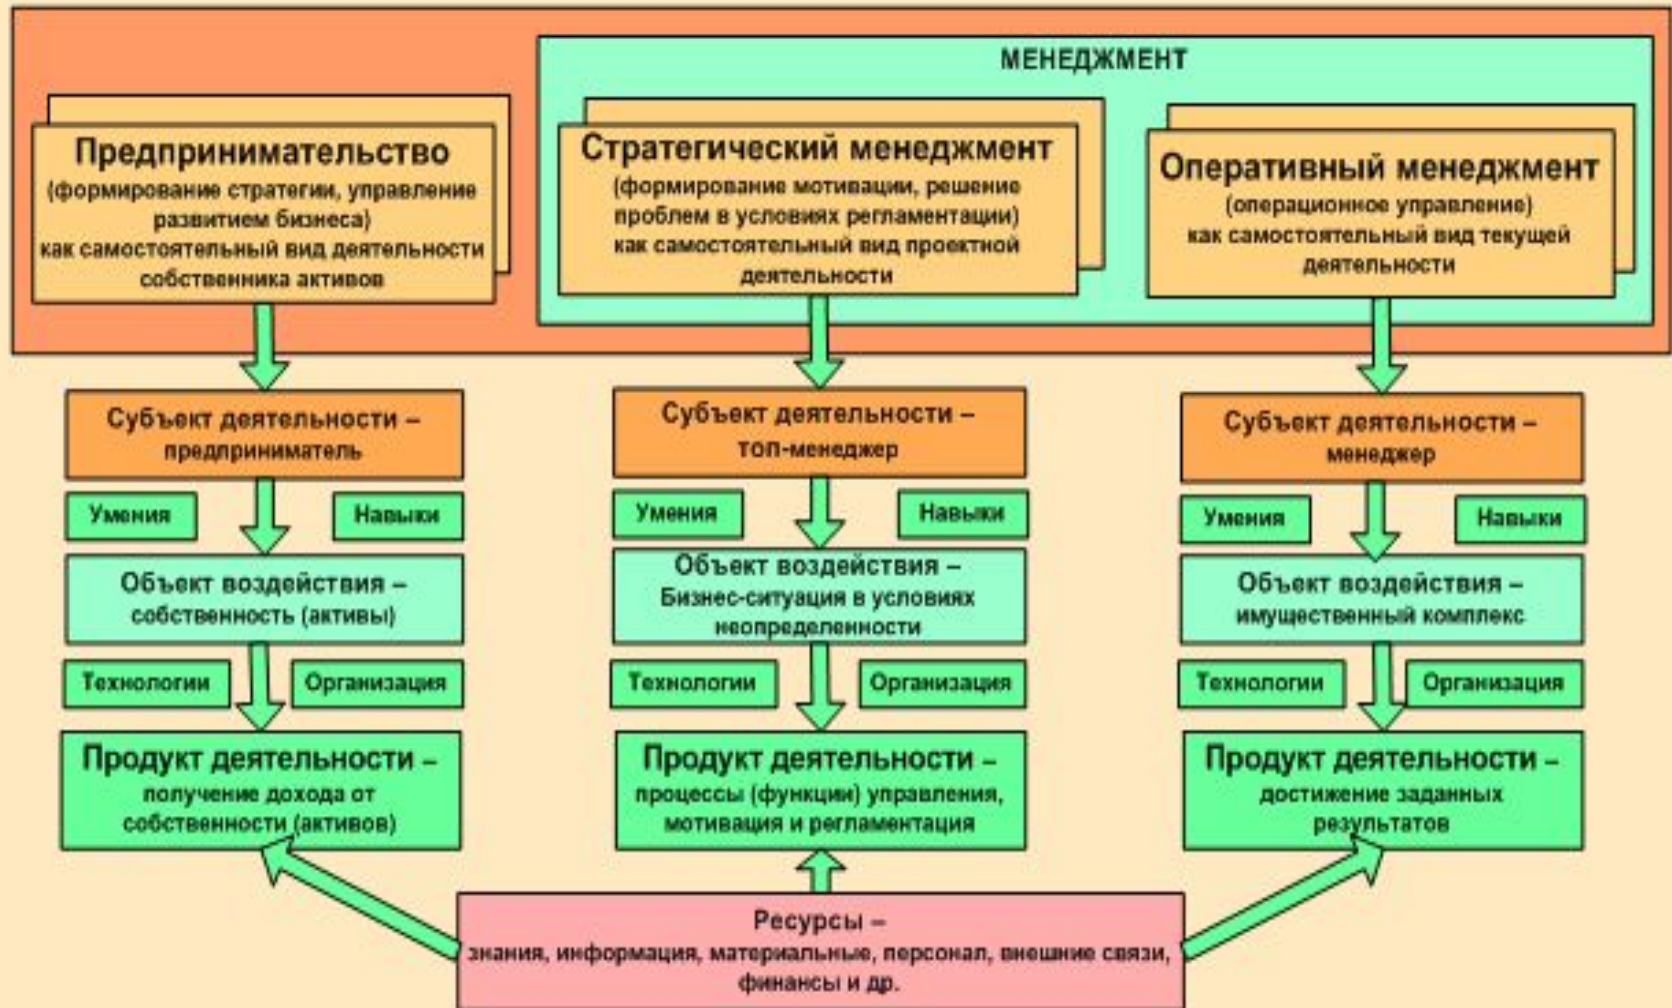 МЕНЕДЖМЕНТ
Предпринимательство
(формирование стратегии, управление
развитием бизнеса)
как самостоятельный вид деятельности
собственника активов
Стратегический менеджмент
(формирование мотивации, решение
проблем в условиях регламентации)
как самостоятельный вид проектной
деятельности
Оперативный менеджмент
(операционное управление)
как самостоятельный вид текущей
деятельности
Субъект деятельности –
предприниматель
Субъект деятельности –
топ-менеджер
Субъект деятельности –
менеджер
Умения
Навыки
Умения
Навыки
Умения
Навыки
Объект воздействия –
собственность (активы)
Объект воздействия –
Бизнес-ситуация в условиях
неопределенности
Объект воздействия –
имущественный комплекс
Технологии
Организация
Технологии
Организация
Технологии
Организация
Продукт деятельности –
получение дохода от
собственности (активов)
Продукт деятельности –
процессы (функции) управления,
мотивация и регламентация
Продукт деятельности –
достижение заданных
результатов
Ресурсы –
знания, информация, материальные, персонал, внешние связи,
финансы и др.